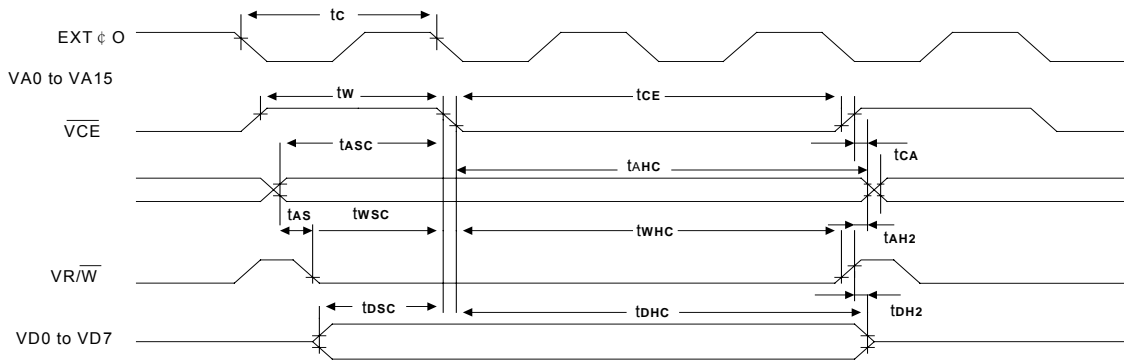 tC
EXT ¢ O
VA0 to VA15
tW
tCE
VCE
tASC
tCA
tAHC
tAS
tWSC
tWHC
tAH2
VR/W
tDSC
tDHC
tDH2
VD0 to VD7